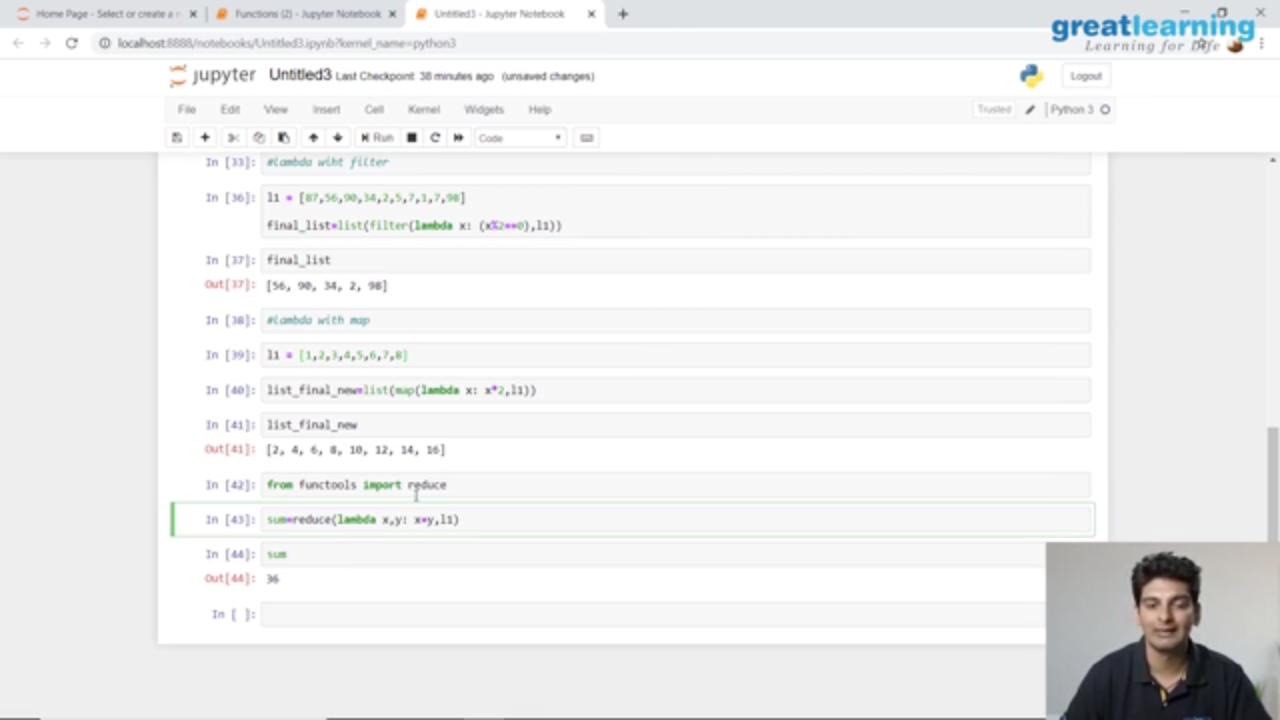 Home Page - Select or create a n
Functions (2) - Jupyter Notebook
Untitled3 - Jupyter Notebook
greatlearning
Learning for Life
localhost:8888/notebooks/Untitled3.ipynb?kernel_name=python3
jupyter Untitled3 Last Checkpoint: 38 minutes ago (unsaved changes)
Logout
File Edit View Insert Cell Kernel Widgets Help
Trusted
Python 3
Run
Code
In [33]: #lambda wiht filter
In [36]: l1 = [87,56,90,34,2,5,7,1,7,98]
final_list=list(filter(lambda x: (x%2==0),l1))
In [37]: final_list
Out[37]: [56, 90, 34, 2, 98]
In [38]: #lambda with map
In [39]: l1 = [1,2,3,4,5,6,7,8]
In [40]: list_final_new=list(map(lambda x: x*2,l1))
In [41]: list_final_new
Out[41]: [2, 4, 6, 8, 10, 12, 14, 16]
In [42]: from functools import reduce
In [43]: sum=reduce(lambda x,y: x+y,l1)
In [44]: sum
Out[44]: 36
In [ ]: